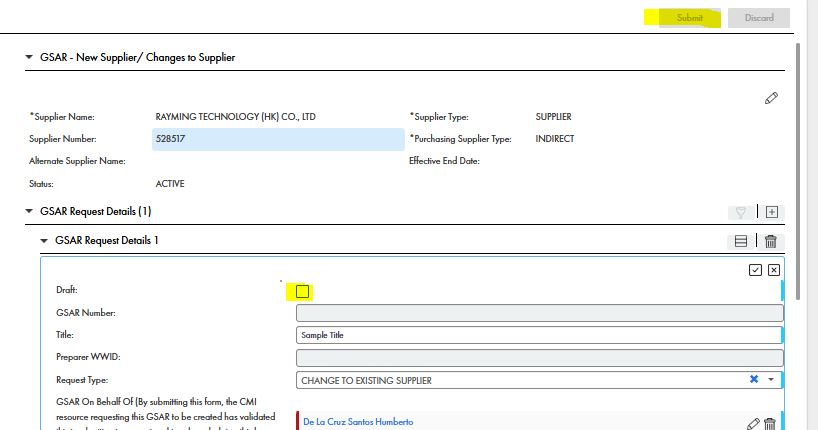 Submit Discard
GSAR - New Supplier/ Changes to Supplier
*Supplier Name: RAYMING TECHNOLOGY (HK) CO., LTD *Supplier Type: SUPPLIER
Supplier Number: 528517 *Purchasing Supplier Type: INDIRECT
Alternate Supplier Name: Effective End Date:
Status: ACTIVE
GSAR Request Details (1)
GSAR Request Details 1
Draft:
GSAR Number:
Title: Sample Title
Preparer WWID:
Request Type: CHANGE TO EXISTING SUPPLIER
GSAR On Behalf Of (By submitting this form, the CMI
resource requesting this GSAR to be created has validated
De La Cruz Santos Humberto